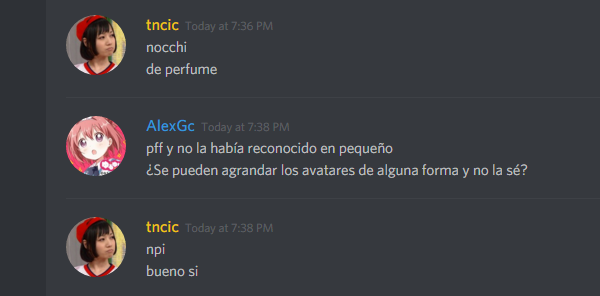 tncic Today at 7:36 PM
nocchi
de perfume
AlexGc Today at 7:38 PM
pff y no la había reconocido en pequeño
¿Se pueden agrandar los avatares de alguna forma y no la sé?
tncic Today at 7:38 PM
npi
bueno si